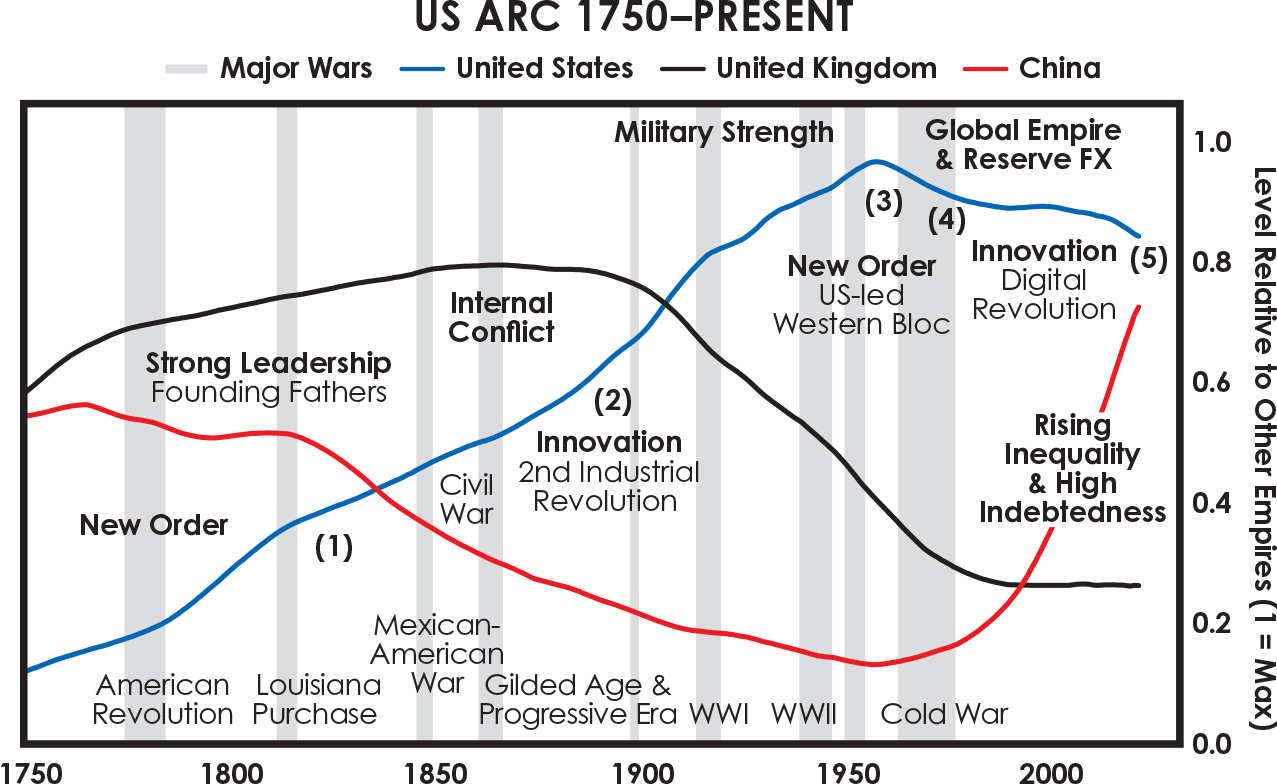 US ARC 1750–PRESENT
Major Wars
United States
United Kingdom
China
Military Strength
Global Empire
& Reserve FX
(3)
(4)
New Order
US-led
Western Bloc
Innovation
Digital
Revolution
(5)
Internal
Conflict
Strong Leadership
Founding Fathers
(2)
Innovation
2nd Industrial
Revolution
Rising
Inequality
& High
Indebtedness
Civil
War
New Order
(1)
Mexican-
American
War
American
Revolution
Louisiana
Purchase
Gilded Age &
Progressive Era
WWI
WWII
Cold War
1.0
0.8
0.6
0.4
0.2
0.0
Level Relative to Other Empires (1 = Max)
1750
1800
1850
1900
1950
2000